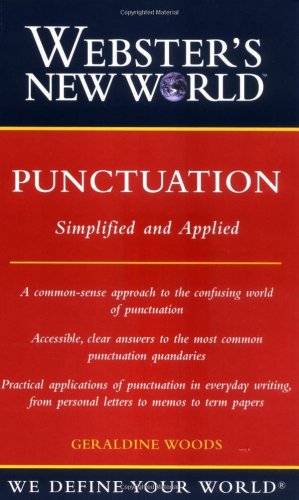 WEBSTER'S
NEW WORLD™
PUNCTUATION
Simplified and Applied
A common-sense approach to the confusing world
of punctuation
Accessible, clear answers to the most common
punctuation quandaries
Practical applications of punctuation in everyday writing,
from personal letters to memos to term papers
GERALDINE WOODS
WE DEFINE YOUR WORLD®